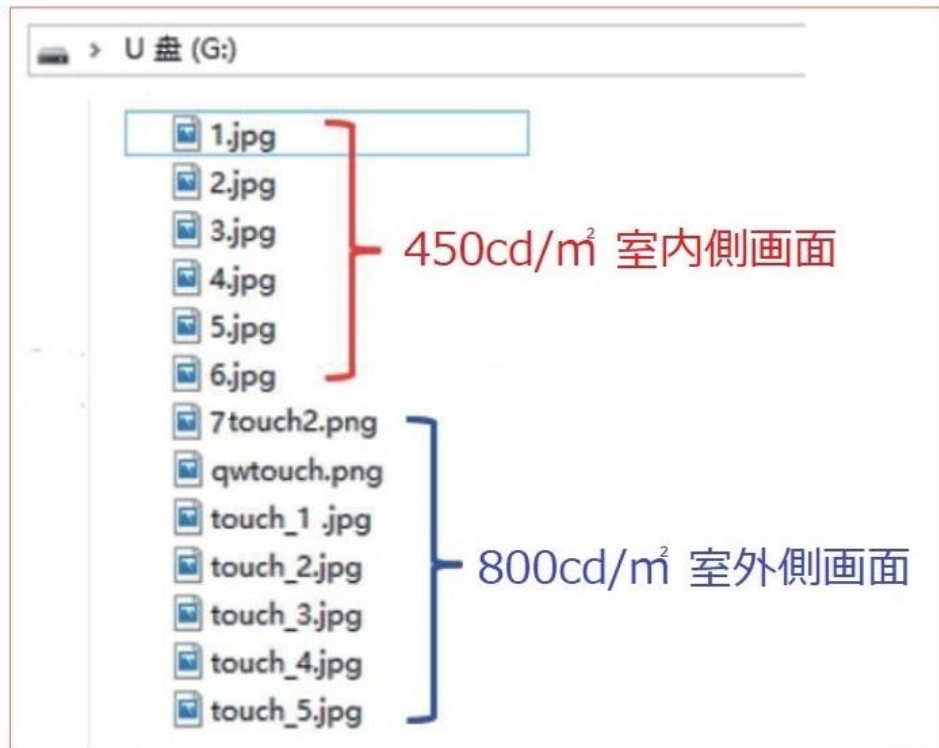 > U 盘 (G:)
1.jpg
2.jpg
3.jpg
450cd/㎡ 室内側画面
4.jpg
5.jpg
6.jpg
7touch2.png
qwtouch.png
touch_1 .jpg
800cd/㎡ 室外側画面
touch_2.jpg
touch_3.jpg
touch_4.jpg
touch_5.jpg